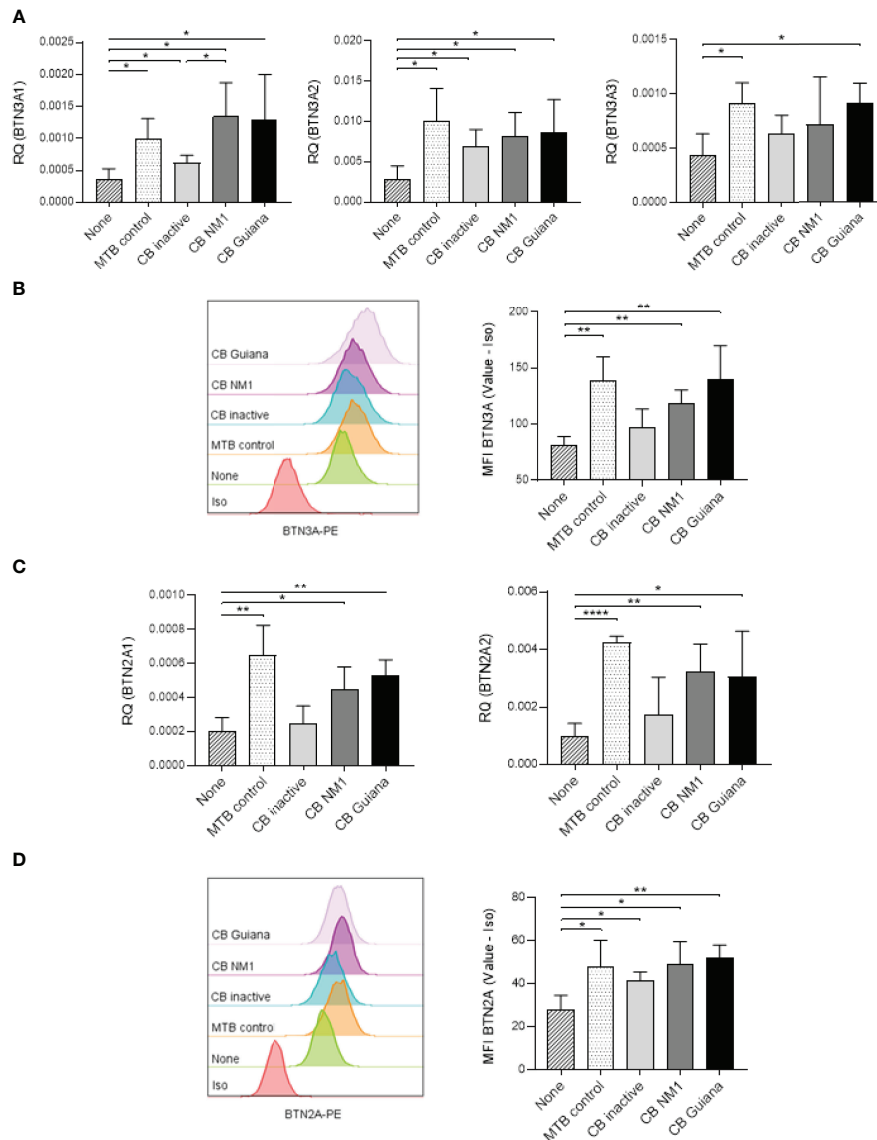 A
*
*
*
*
*
0.0025
0.0020
0.0015
0.0010
0.0005
0.0000
RQ (BTN3A1)
None
MTB control
CB inactive
CB NM1
CB Guiana
*
*
*
*
0.020
0.015
0.010
0.005
0.000
RQ (BTN3A2)
None
MTB control
CB inactive
CB NM1
CB Guiana
*
*
0.0015
0.0010
0.0005
0.0000
RQ (BTN3A3)
None
MTB control
CB inactive
CB NM1
CB Guiana
B
CB Guiana
CB NM1
CB inactive
MTB control
None
Iso
BTN3A-PE
**
**
**
200
150
100
50
MFI BTN3A (Value - Iso)
None
MTB control
CB inactive
CB NM1
CB Guiana
C
**
*
**
0.0010
0.0008
0.0006
0.0004
0.0002
0.0000
RQ (BTN2A1)
None
MTB control
CB inactive
CB NM1
CB Guiana
*
**
****
0.006
0.004
0.002
0.000
RQ (BTN2A2)
None
MTB control
CB inactive
CB NM1
CB Guiana
D
CB Guiana
CB NM1
CB inactive
MTB contro
None
Iso
BTN2A-PE
**
*
*
*
80
60
40
20
0
MFI BTN2A (Value - Iso)
None
MTB control
CB inactive
CB NM1
CB Guiana